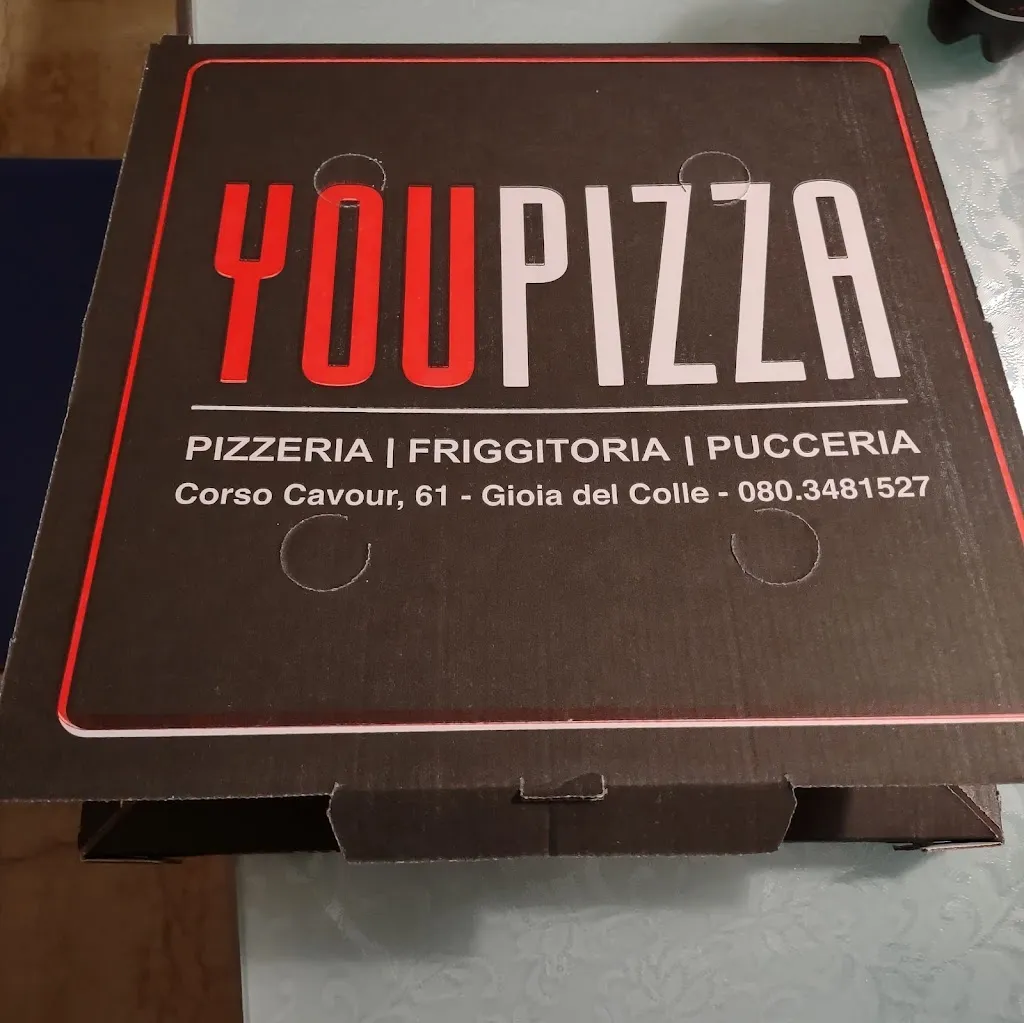 YOUPIZZA
PIZZERIA | FRIGGITORIA | PUCCERIA
Corso Cavour, 61 - Gioia del Colle - 080.3481527